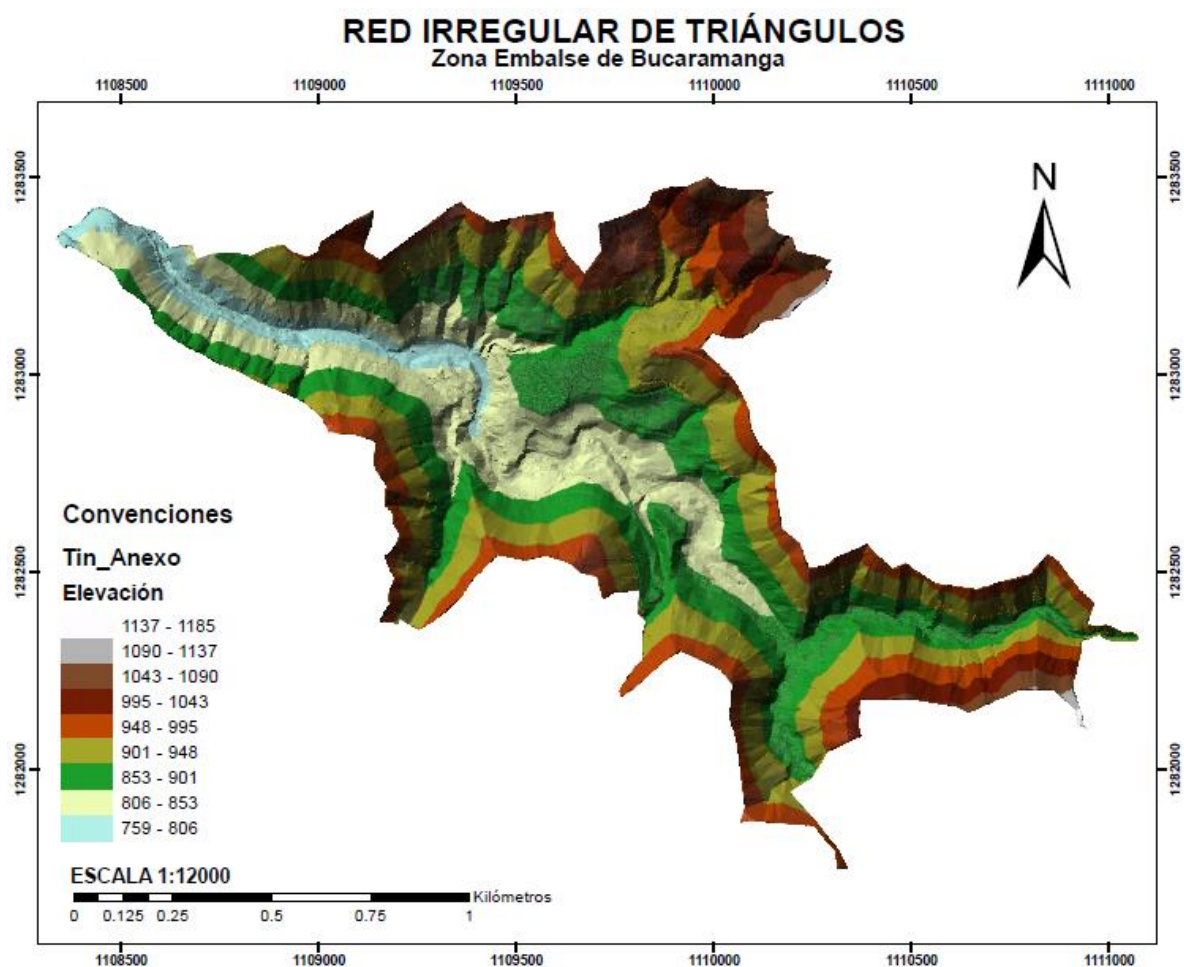 RED IRREGULAR DE TRIÁNGULOS
Zona Embalse de Bucaramanga
1108500 1109000 1109500 1110000 1110500 1111000
1283500 1283500
N
1283000 1283000
Convenciones
Tin_Anexo
Elevación
1282500 1282500
1137 - 1185
1090 - 1137
1043 - 1090
995 - 1043
948 - 995
901 - 948
853 - 901
806 - 853
759 - 806
1282000 1282000
ESCALA 1:12000
Kilómetros
0 0.125 0.25 0.5 0.75 1
1108500 1109000 1109500 1110000 1110500 1111000